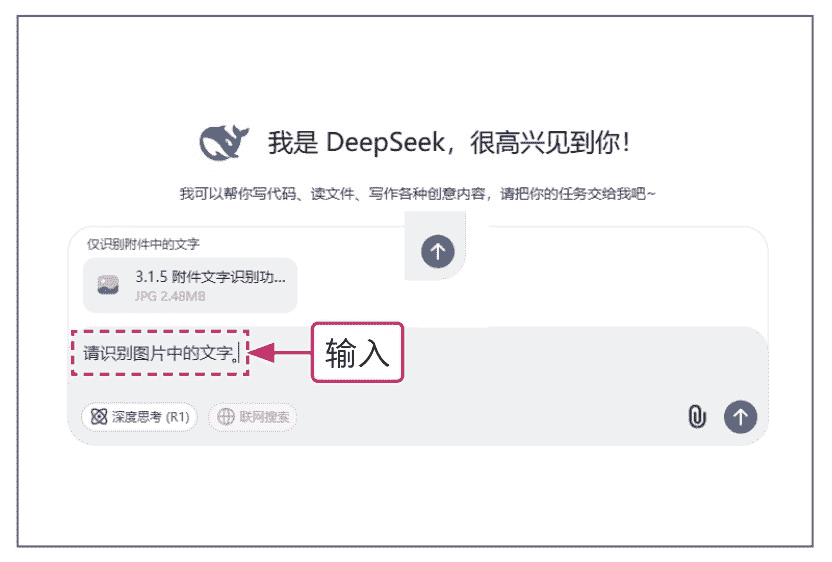 我是 DeepSeek，很高兴见到你！
我可以帮你写代码、读文件、写作各种创意内容，请把你的任务交给我吧~
仅识别附件中的文字
3.1.5 附件文字识别功...
JPG 2.48MB
请识别图片中的文字。
输入
深度思考 (R1)
联网搜索